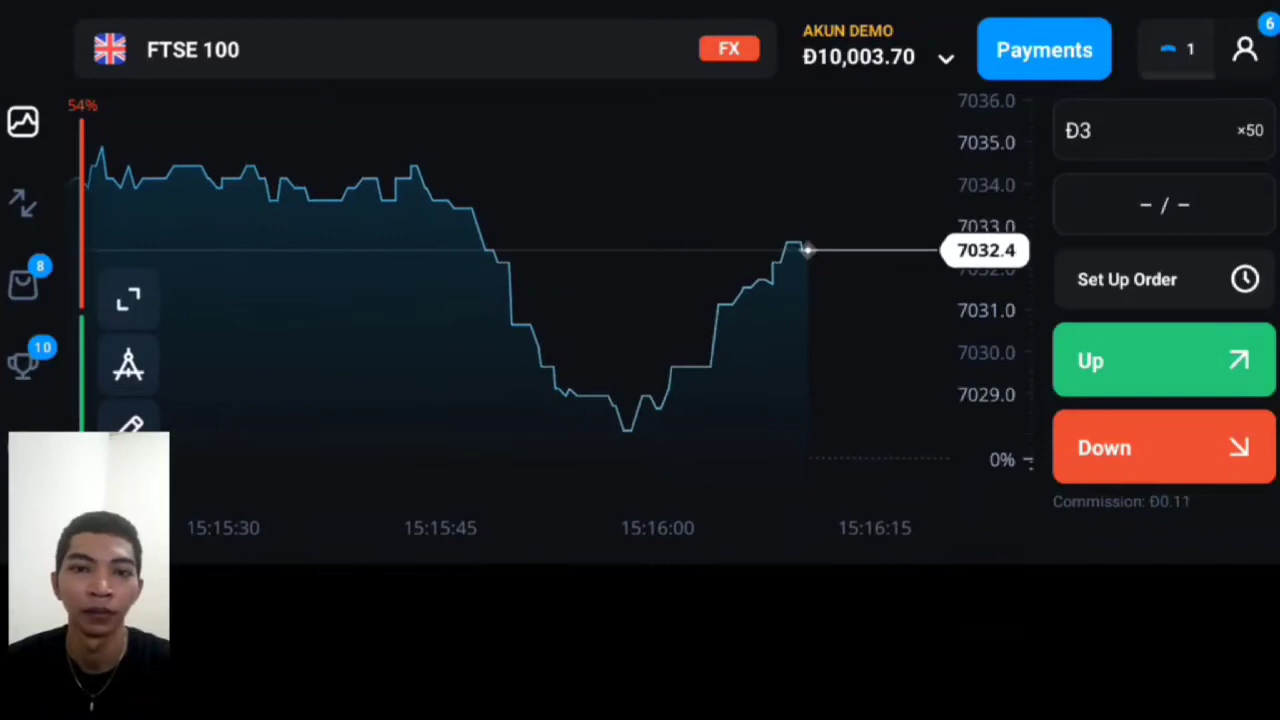 FTSE 100
FX
AKUN DEMO
Đ10,003.70
Payments
1
6
54%
8
10
7036.0
7035.0
7034.0
7033.0
7032.4
7032.0
7031.0
7030.0
7029.0
0%
15:15:30
15:15:45
15:16:00
15:16:15
Đ3
×50
– / –
Set Up Order
Up
Down
Commission: Đ0.11